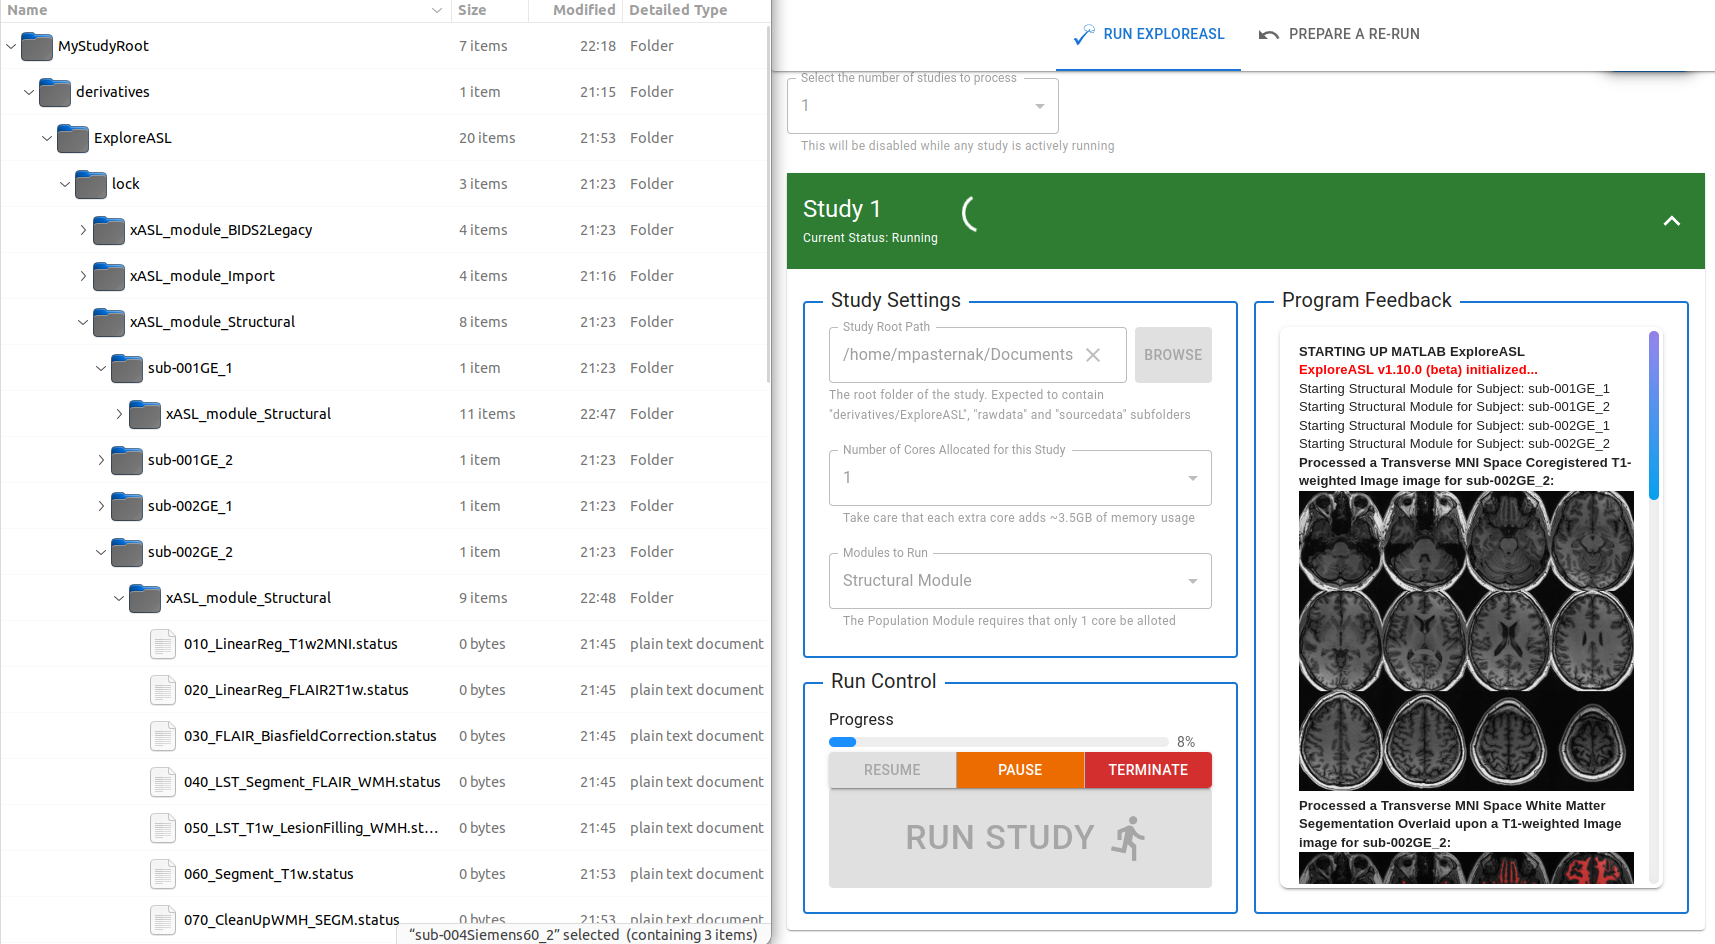 Name Size Modified Detailed Type
MyStudyRoot 7 items 22:18 Folder
derivatives 1 item 21:15 Folder
ExploreASL 20 items 21:53 Folder
lock 3 items 21:23 Folder
xASL_module_BIDS2Legacy 4 items 21:23 Folder
xASL_module_Import 4 items 21:16 Folder
xASL_module_Structural 8 items 21:23 Folder
sub-001GE_1 1 item 21:23 Folder
xASL_module_Structural 11 items 22:47 Folder
sub-001GE_2 1 item 21:23 Folder
sub-002GE_1 1 item 21:23 Folder
sub-002GE_2 1 item 21:23 Folder
xASL_module_Structural 9 items 22:48 Folder
010_LinearReg_T1w2MNI.status 0 bytes 21:45 plain text document
020_LinearReg_FLAIR2T1w.status 0 bytes 21:45 plain text document
030_FLAIR_BiasfieldCorrection.status 0 bytes 21:45 plain text document
040_LST_Segment_FLAIR_WMH.status 0 bytes 21:45 plain text document
050_LST_T1w_LesionFilling_WMH.st... 0 bytes 21:45 plain text document
060_Segment_T1w.status 0 bytes 21:53 plain text document
070_CleanUpWMH_SEGM.status 0 bytes 21:53 plain text document
“sub-004Siemens60_2” selected (containing 3 items)
RUN EXPLOREASL PREPARE A RE-RUN
Select the number of studies to process
1
This will be disabled while any study is actively running
Study 1
Current Status: Running
Study Settings
Study Root Path
/home/mpasternak/Documents
BROWSE
The root folder of the study. Expected to contain
"derivatives/ExploreASL", "rawdata" and "sourcedata" subfolders
Number of Cores Allocated for this Study
1
Take care that each extra core adds ~3.5GB of memory usage
Modules to Run
Structural Module
The Population Module requires that only 1 core be alloted
Run Control
Progress
8%
RESUME PAUSE TERMINATE
RUN STUDY
Program Feedback
STARTING UP MATLAB ExploreASL
ExploreASL v1.10.0 (beta) initialized...
Starting Structural Module for Subject: sub-001GE_1
Starting Structural Module for Subject: sub-001GE_2
Starting Structural Module for Subject: sub-002GE_1
Starting Structural Module for Subject: sub-002GE_2
Processed a Transverse MNI Space Coregistered T1-
weighted Image image for sub-002GE_2:
Processed a Transverse MNI Space White Matter
Segementation Overlaid upon a T1-weighted Image
image for sub-002GE_2: